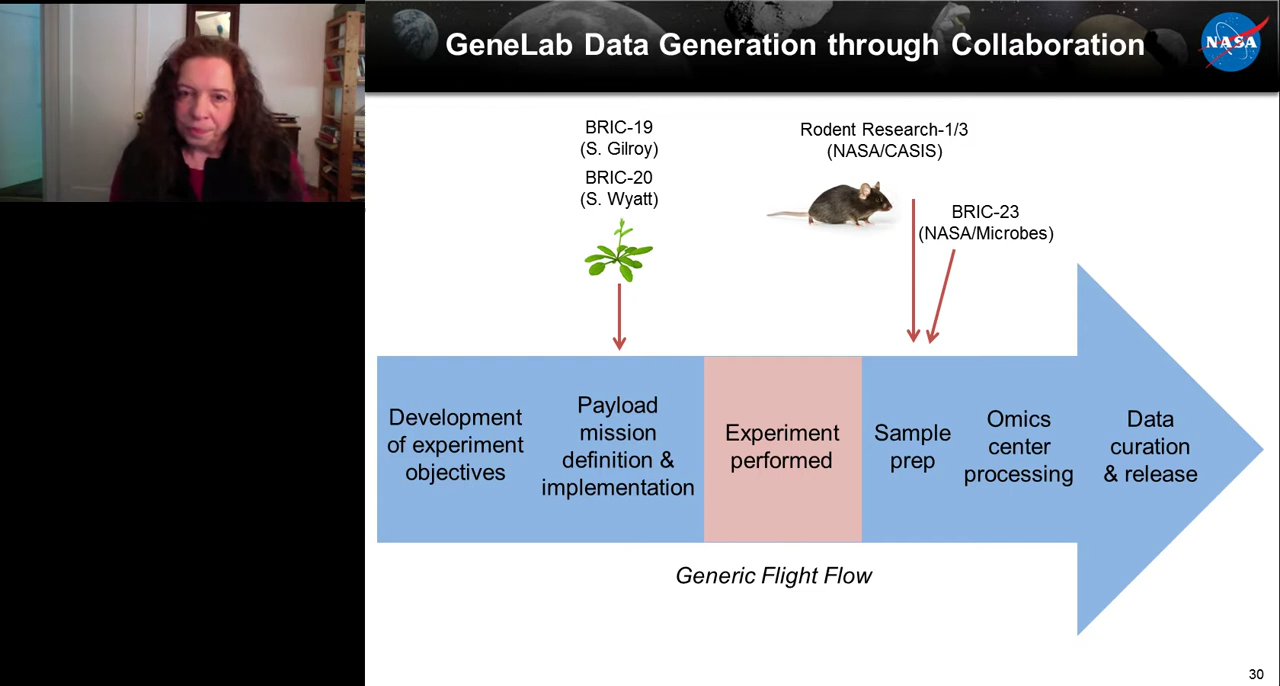 GeneLab Data Generation through Collaboration
NASA
BRIC-19
(S. Gilroy)
BRIC-20
(S. Wyatt)
Rodent Research-1/3
(NASA/CASIS)
BRIC-23
(NASA/Microbes)
Development
of experiment
objectives
Payload
mission
definition &
implementation
Experiment
performed
Sample
prep
Omics
center
processing
Data
curation
& release
Generic Flight Flow
30